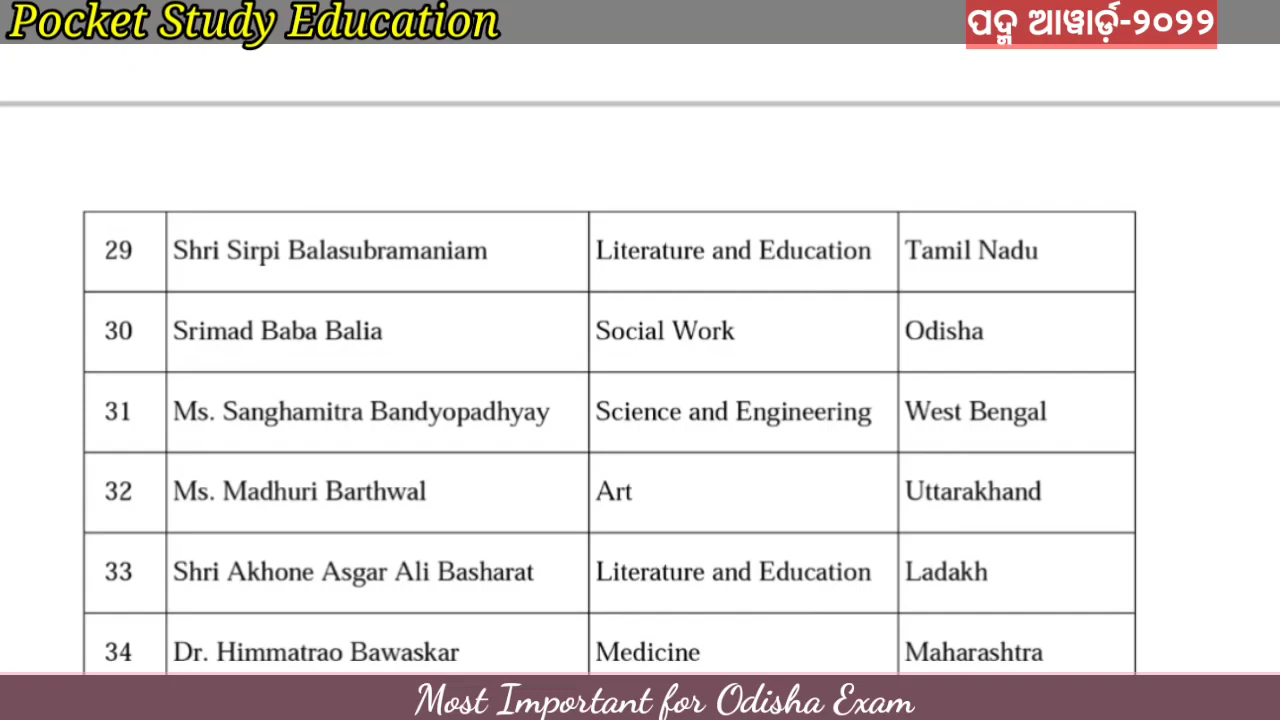 Pocket Study Education
ପଦ୍ମ ଆୱାର୍ଡ଼-୨୦୨୨
29 Shri Sirpi Balasubramaniam Literature and Education Tamil Nadu
30 Srimad Baba Balia Social Work Odisha
31 Ms. Sanghamitra Bandyopadhyay Science and Engineering West Bengal
32 Ms. Madhuri Barthwal Art Uttarakhand
33 Shri Akhone Asgar Ali Basharat Literature and Education Ladakh
34 Dr. Himmatrao Bawaskar Medicine Maharashtra
Most Important for Odisha Exam